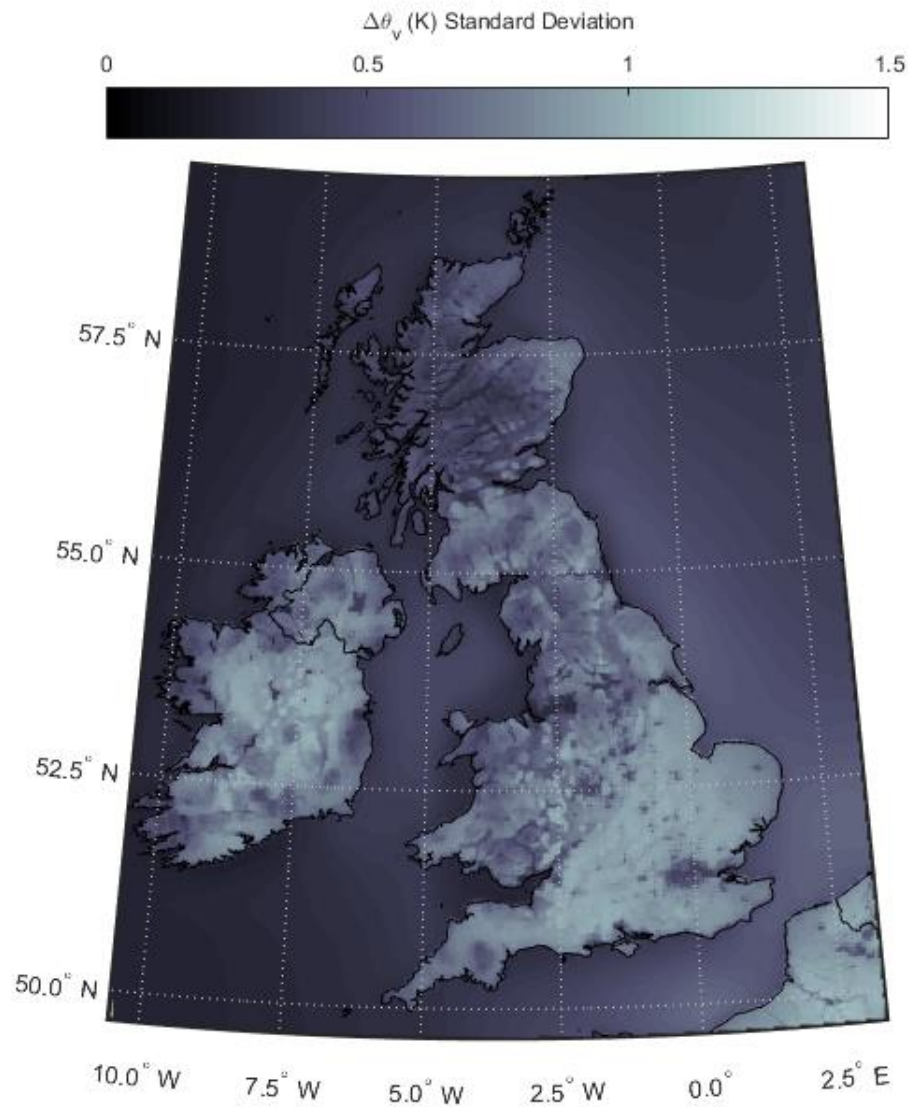 Δθv (K) Standard Deviation
0 0.5 1 1.5
57.5° N
55.0° N
52.5° N
50.0° N
10.0° W 7.5° W 5.0° W 2.5° W 0.0° 2.5° E